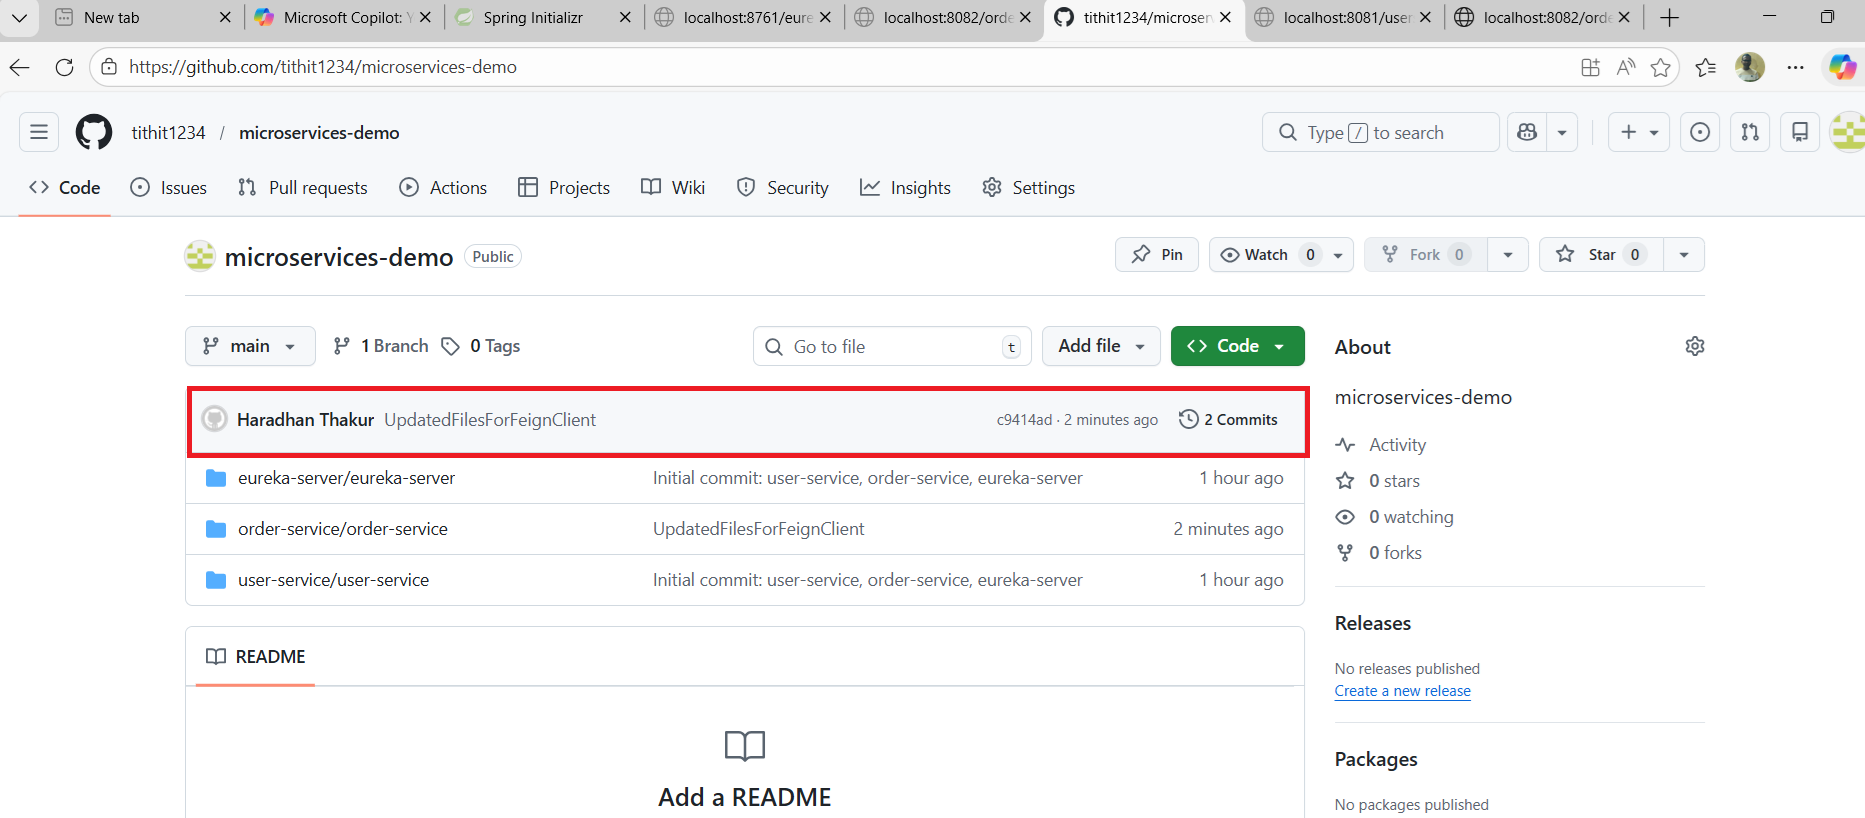 New tab
Microsoft Copilot: Y
Spring Initializr
localhost:8761/eure
localhost:8082/orde
tithit1234/microser
localhost:8081/user
localhost:8082/orde
https://github.com/tithit1234/microservices-demo
tithit1234 / microservices-demo
Type / to search
Code
Issues
Pull requests
Actions
Projects
Wiki
Security
Insights
Settings
microservices-demo Public
Pin
Watch 0
Fork 0
Star 0
main
1 Branch
0 Tags
Go to file t
Add file
Code
Haradhan Thakur UpdatedFilesForFeignClient c9414ad · 2 minutes ago 2 Commits
eureka-server/eureka-server Initial commit: user-service, order-service, eureka-server 1 hour ago
order-service/order-service UpdatedFilesForFeignClient 2 minutes ago
user-service/user-service Initial commit: user-service, order-service, eureka-server 1 hour ago
README
Add a README
About
microservices-demo
Activity
0 stars
0 watching
0 forks
Releases
No releases published
Create a new release
Packages
No packages published